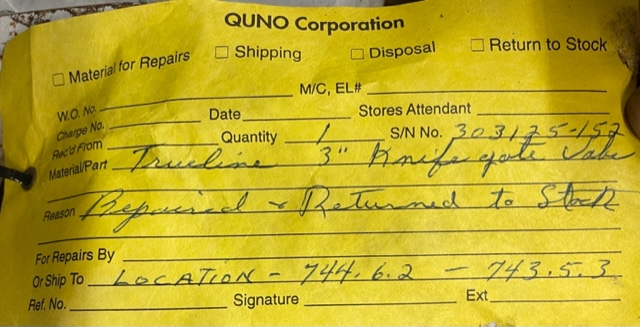 QUNO Corporation
☐ Material for Repairs ☐ Shipping ☐ Disposal ☐ Return to Stock
M/C, EL#
W.O. No. Date Stores Attendant
Charge No. Quantity 1 S/N No. 303125-152
Rec'd From
Material/Part Trueline 3" Knife gate Valve
Reason Repaired & Returned to Stock
For Repairs By
Or Ship To LOCATION - 744.6.2 - 743.5.3
Ref. No. Signature Ext